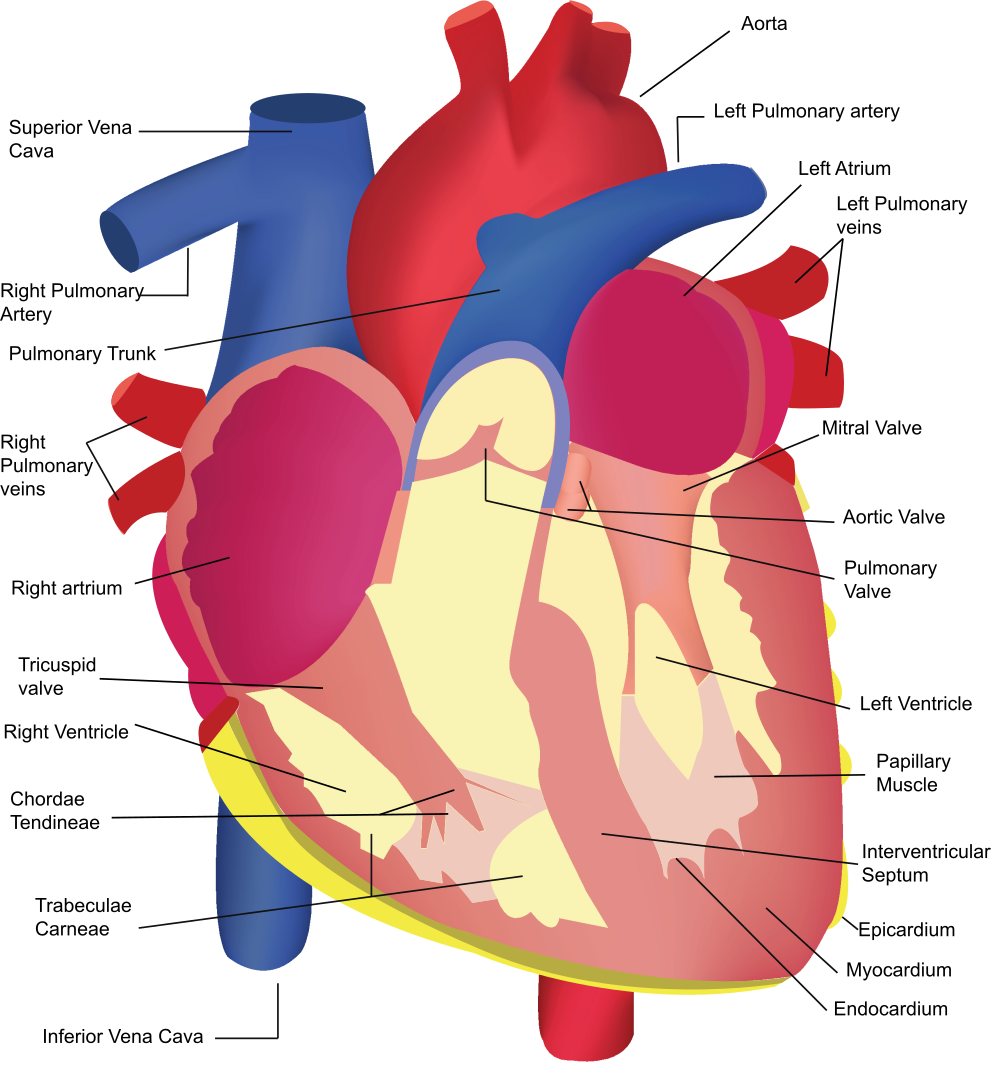 Aorta
Left Pulmonary artery
Superior Vena
Cava
Left Atrium
Left Pulmonary
veins
Right Pulmonary
Artery
Pulmonary Trunk
Mitral Valve
Right
Pulmonary
veins
Aortic Valve
Pulmonary
Valve
Right artrium
Tricuspid
valve
Left Ventricle
Right Ventricle
Papillary
Muscle
Chordae
Tendineae
Interventricular
Septum
Trabeculae
Carneae
Epicardium
Myocardium
Endocardium
Inferior Vena Cava